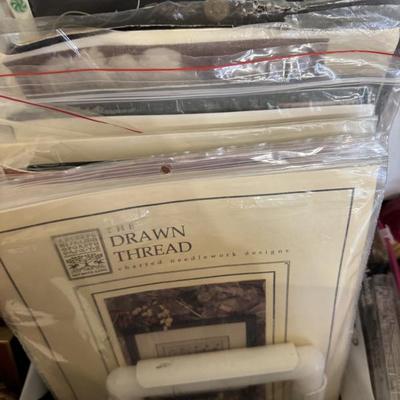 THE
DRAWN
THREAD
charted needlework designs